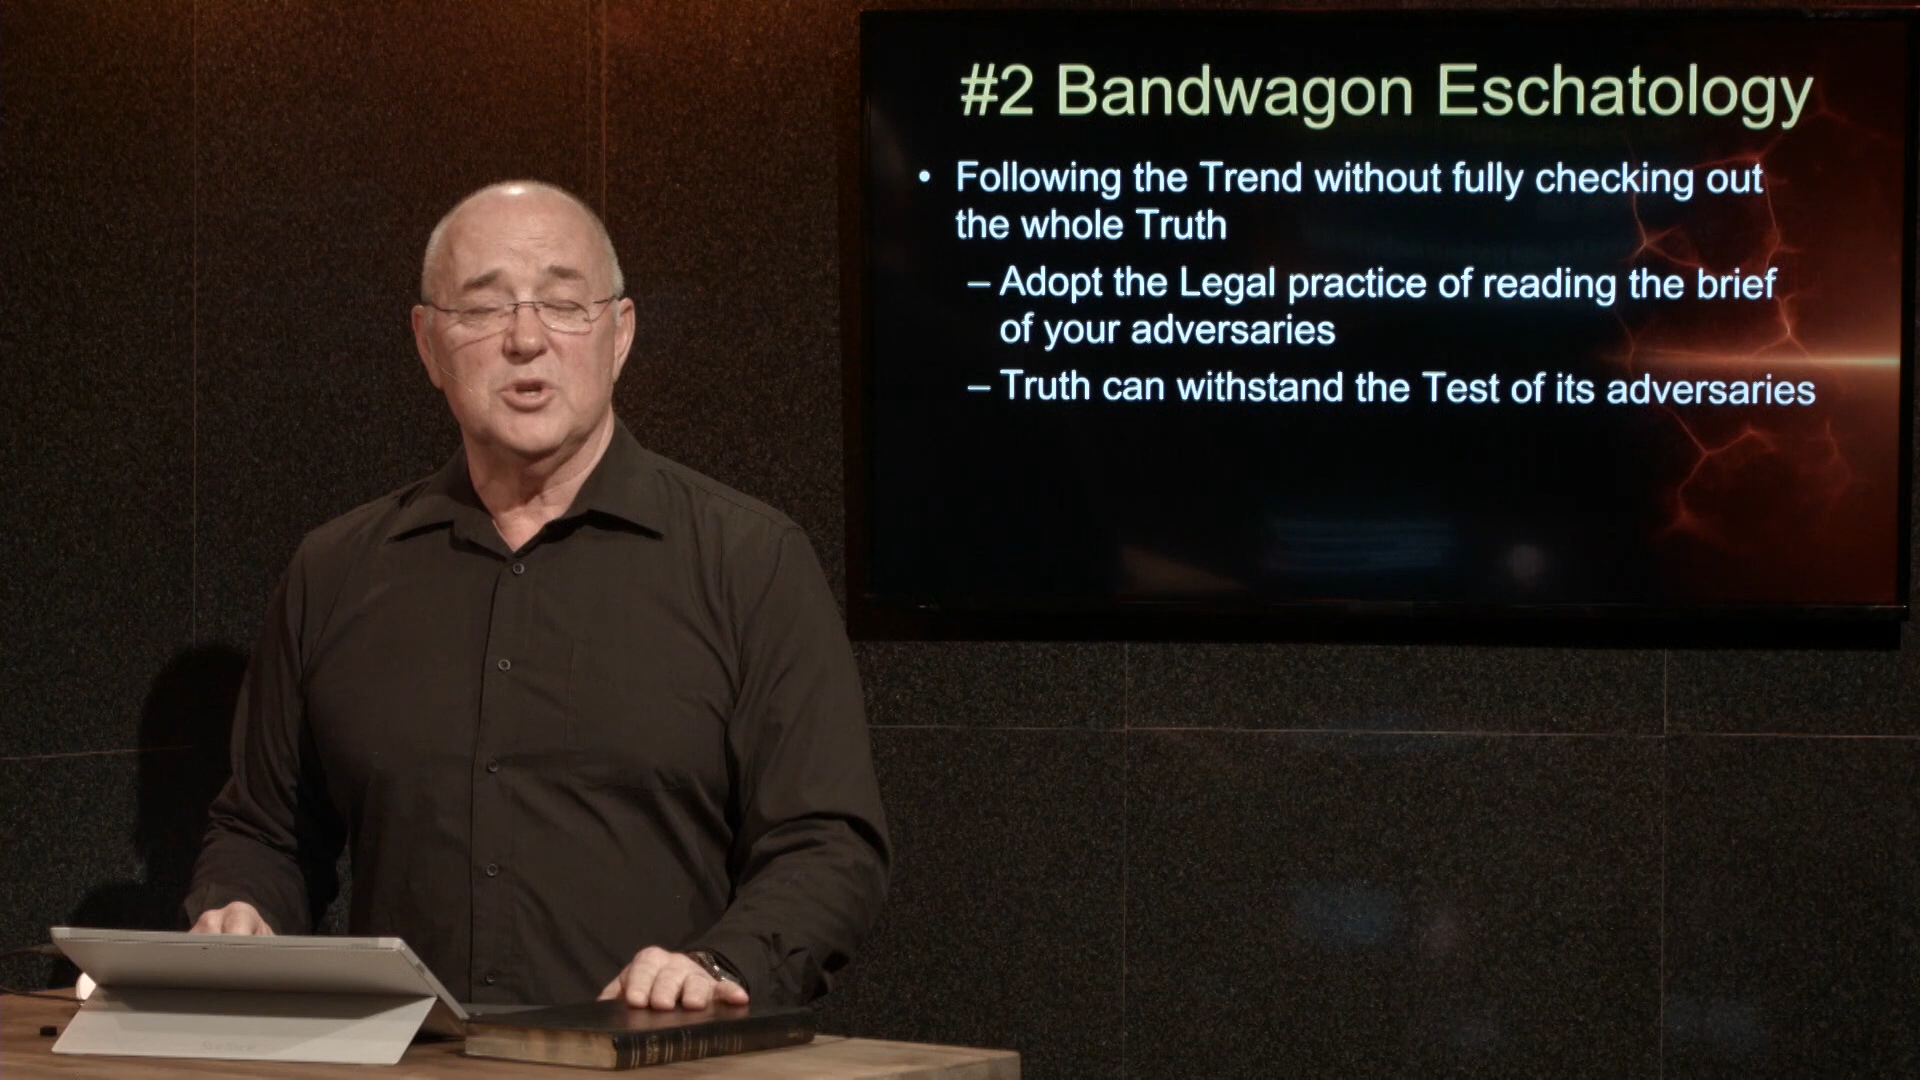 #2 Bandwagon Eschatology
• Following the Trend without fully checking out
the whole Truth
– Adopt the Legal practice of reading the brief
of your adversaries
– Truth can withstand the Test of its adversaries